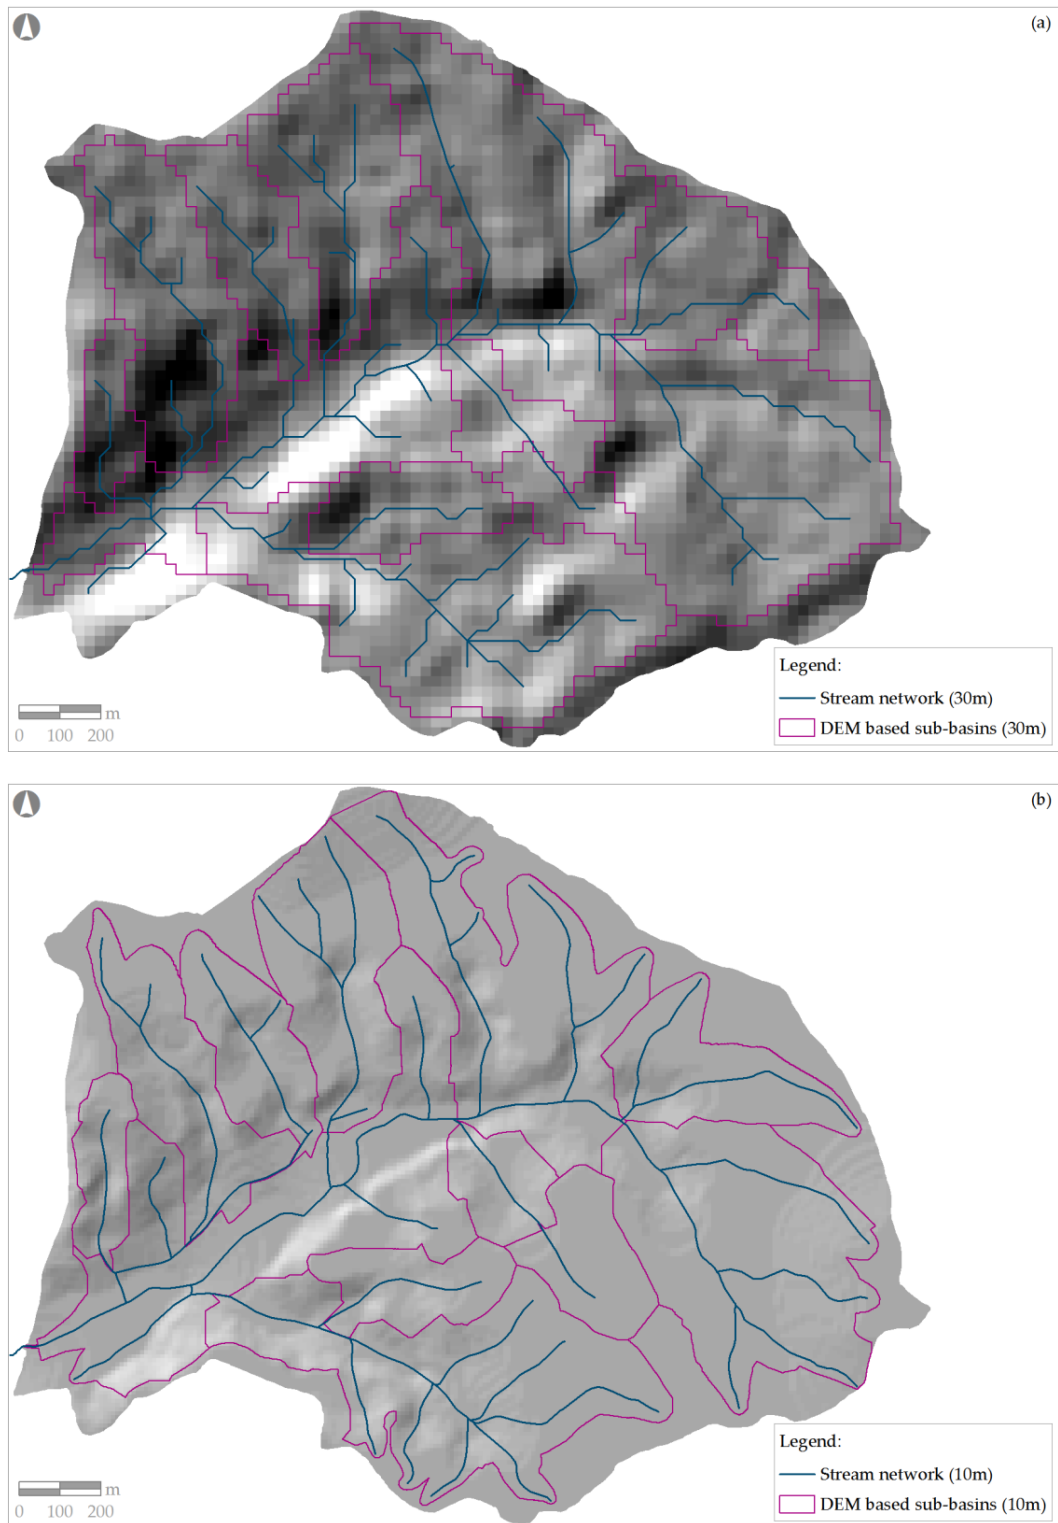 (a)
Legend:
Stream network (30m)
DEM based sub-basins (30m)
m
0 100 200
(b)
Legend:
Stream network (10m)
DEM based sub-basins (10m)
m
0 100 200